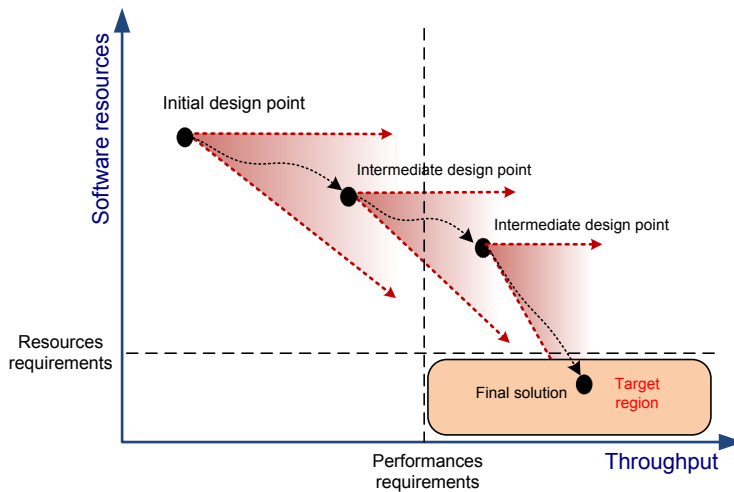 Software resources
Initial design point
Intermediate design point
Intermediate design point
Resources
requirements
Final solution
Target
region
Performances
requirements
Throughput